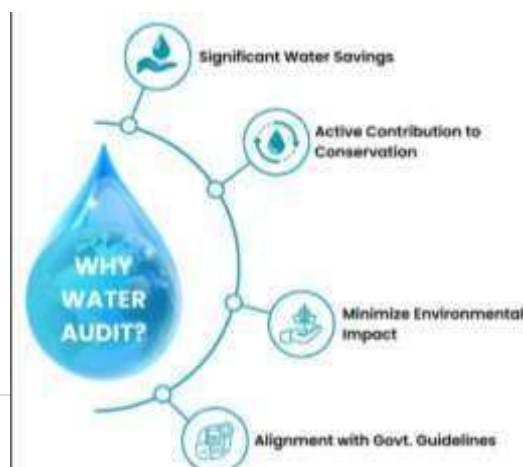 Significant Water Savings
Active Contribution to
Conservation
WHY
WATER
AUDIT?
Minimize Environmental
Impact
Alignment with Govt. Guidelines